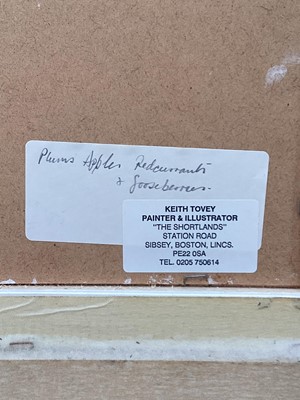 Plums Apples Redcurrants
& Gooseberries.
KEITH TOVEY
PAINTER & ILLUSTRATOR
"THE SHORTLANDS"
STATION ROAD
SIBSEY, BOSTON, LINCS.
PE22 0SA
TEL. 0205 750614